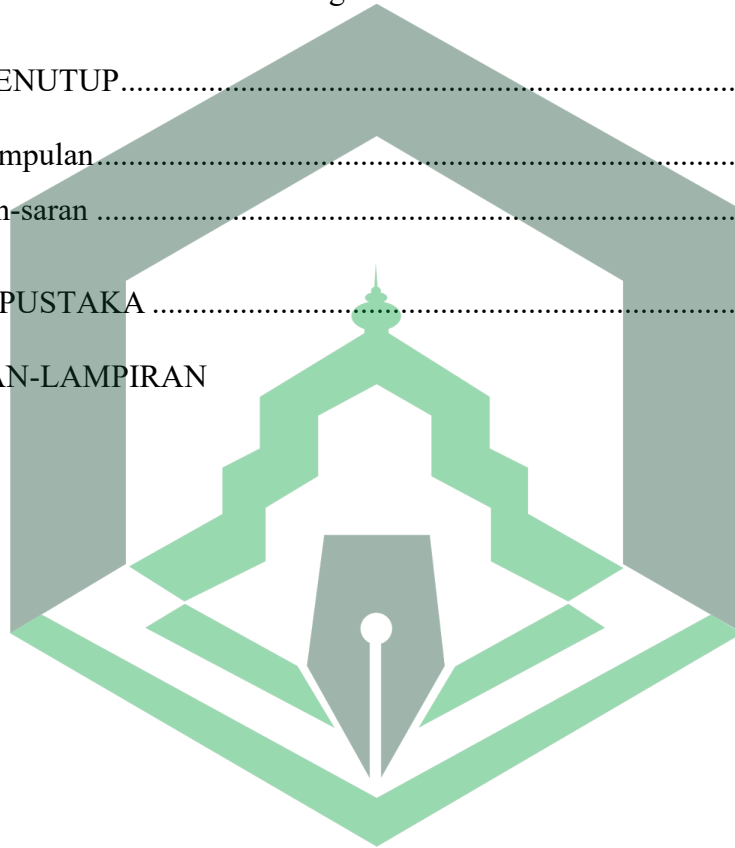 ENUTUP........................................................................
mpulan........................................................................
n-saran ........................................................................
PUSTAKA ........................................................................
AN-LAMPIRAN